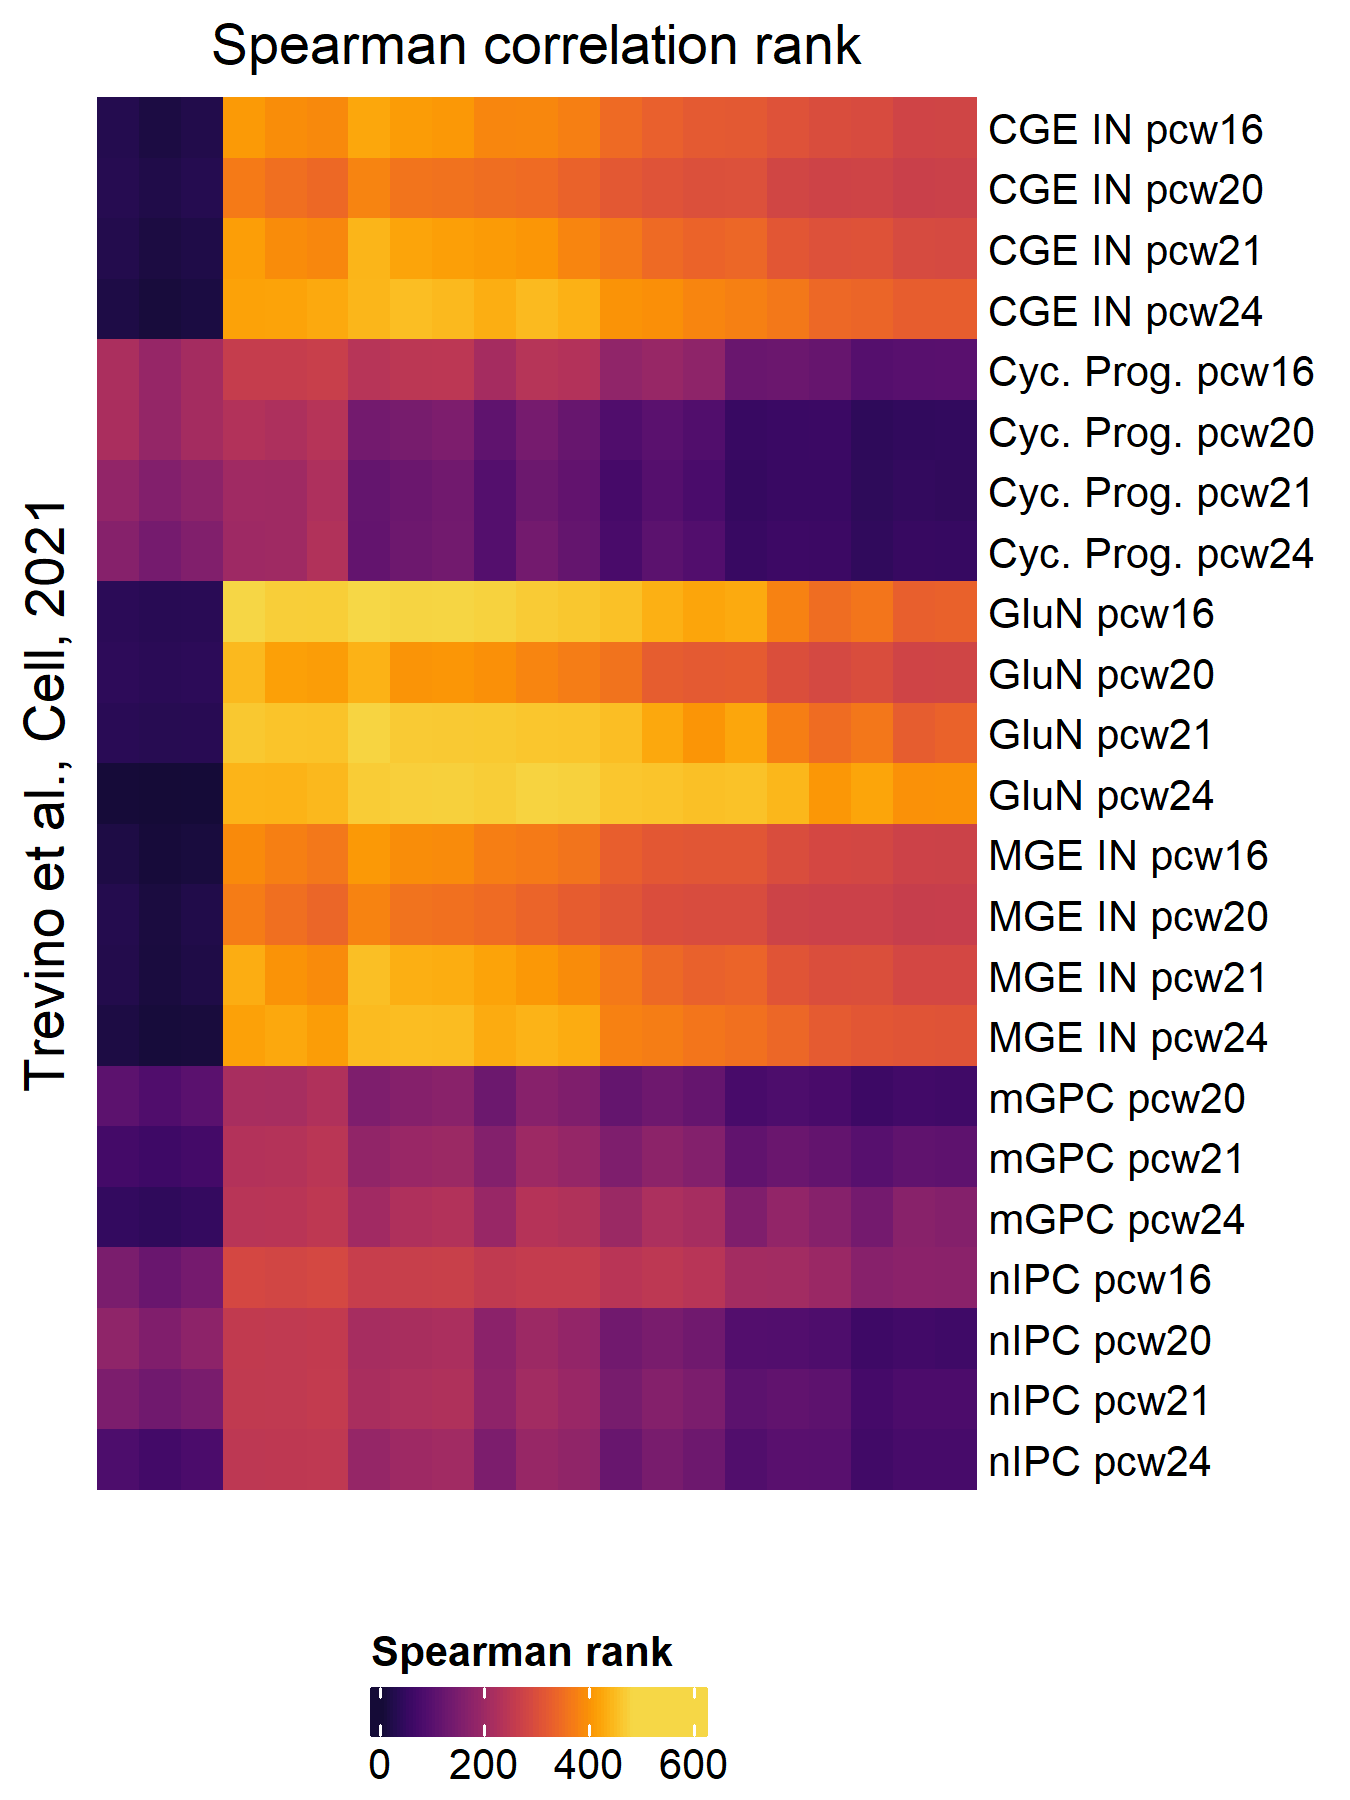 Spearman correlation rank
Trevino et al., Cell, 2021
CGE IN pcw16
CGE IN pcw20
CGE IN pcw21
CGE IN pcw24
Cyc. Prog. pcw16
Cyc. Prog. pcw20
Cyc. Prog. pcw21
Cyc. Prog. pcw24
GluN pcw16
GluN pcw20
GluN pcw21
GluN pcw24
MGE IN pcw16
MGE IN pcw20
MGE IN pcw21
MGE IN pcw24
mGPC pcw20
mGPC pcw21
mGPC pcw24
nIPC pcw16
nIPC pcw20
nIPC pcw21
nIPC pcw24
Spearman rank
0 200 400 600